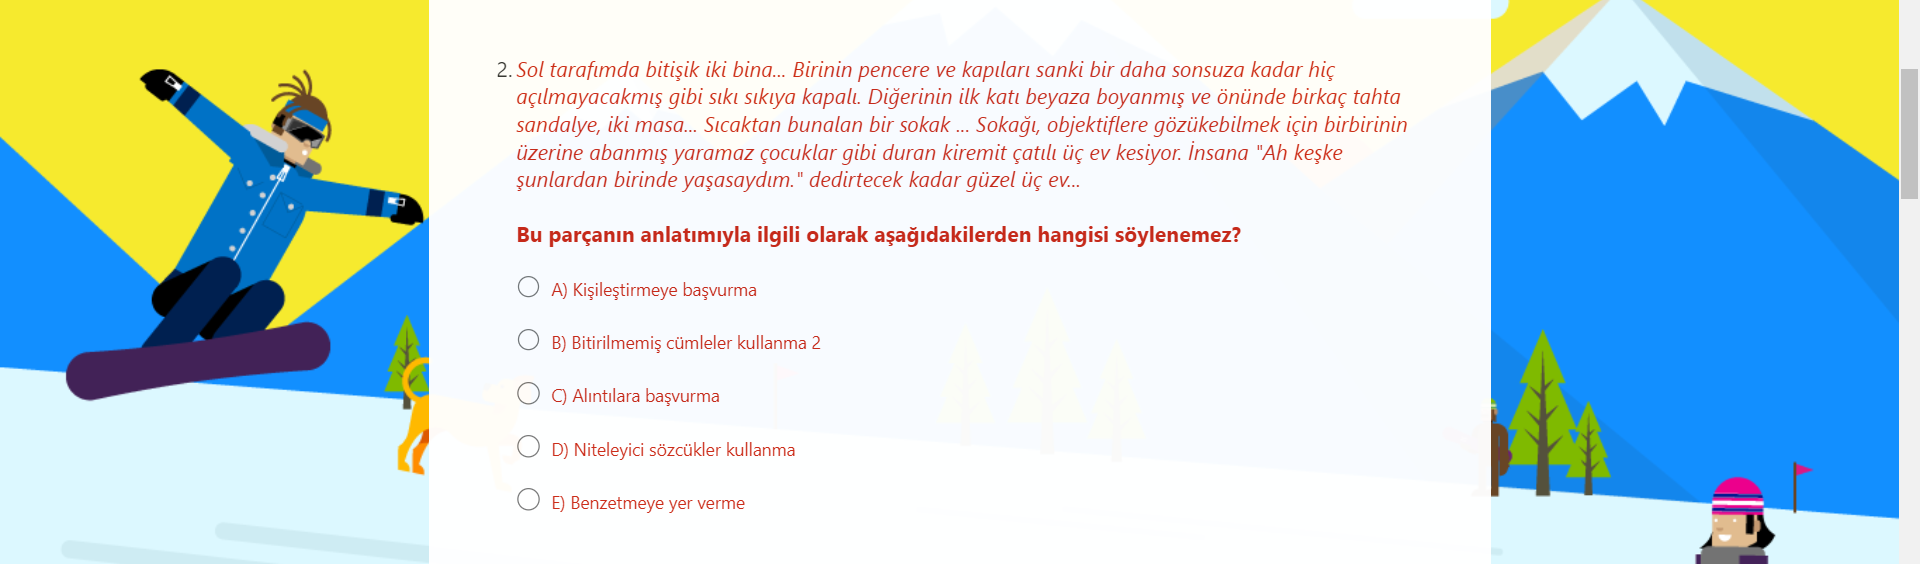 2. Sol tarafımda bitişik iki bina... Birinin pencere ve kapıları sanki bir daha sonsuza kadar hiç
açılmayacakmış gibi sıkı sıkıya kapalı. Diğerinin ilk katı beyaza boyanmış ve önünde birkaç tahta
sandalye, iki masa... Sıcaktan bunalan bir sokak ... Sokağı, objektiflere gözükebilmek için birbirinin
üzerine abanmış yaramaz çocuklar gibi duran kiremit çatılı üç ev kesiyor. İnsana "Ah keşke
şunlardan birinde yaşasaydım." dedirtecek kadar güzel üç ev...
Bu parçanın anlatımıyla ilgili olarak aşağıdakilerden hangisi söylenemez?
A) Kişileştirmeye başvurma
B) Bitirilmemiş cümleler kullanma 2
C) Alıntılara başvurma
D) Niteleyici sözcükler kullanma
E) Benzetmeye yer verme